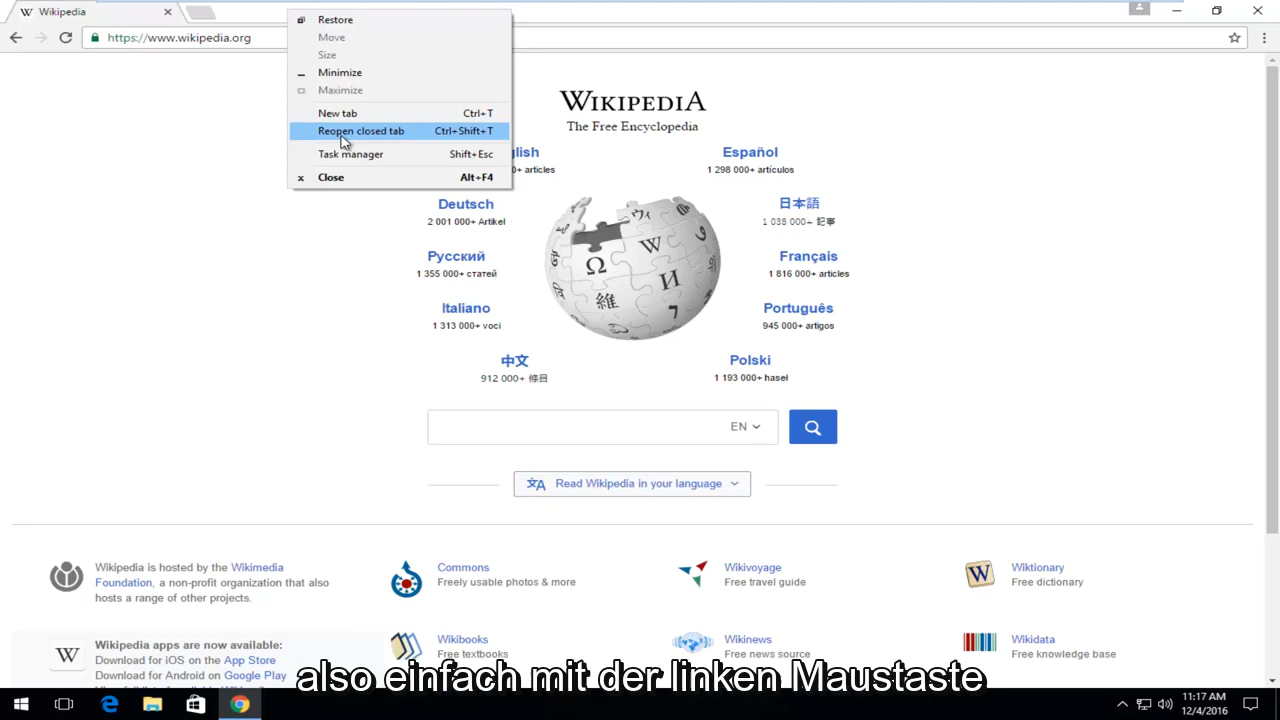 Wikipedia
https://www.wikipedia.org
Restore
Move
Size
Minimize
Maximize
New tab Ctrl+T
Reopen closed tab Ctrl+Shift+T
Task manager Shift+Esc
Close Alt+F4
WIKIPEDIA
The Free Encyclopedia
glish
0+ articles
Español
1 298 000+ artículos
Deutsch
2 001 000+ Artikel
日本語
1 038 000+ 記事
Русский
1 355 000+ статей
Français
1 816 000+ articles
Italiano
1 313 000+ voci
Português
945 000+ artigos
中文
912 000+ 條目
Polski
1 193 000+ haseł
Ω
W
И
維
EN
Read Wikipedia in your language
Wikipedia is hosted by the Wikimedia
Foundation, a non-profit organization that also
hosts a range of other projects.
Commons
Freely usable photos & more
Wikivoyage
Free travel guide
Wiktionary
Free dictionary
Wikipedia apps are now available:
Download for iOS on the App Store
Download for Android on Google Play
Wikibooks
Free textbooks
Wikinews
Free news source
Wikidata
Free knowledge base
also einfach mit der linken Maustaste
11:17 AM
12/4/2016